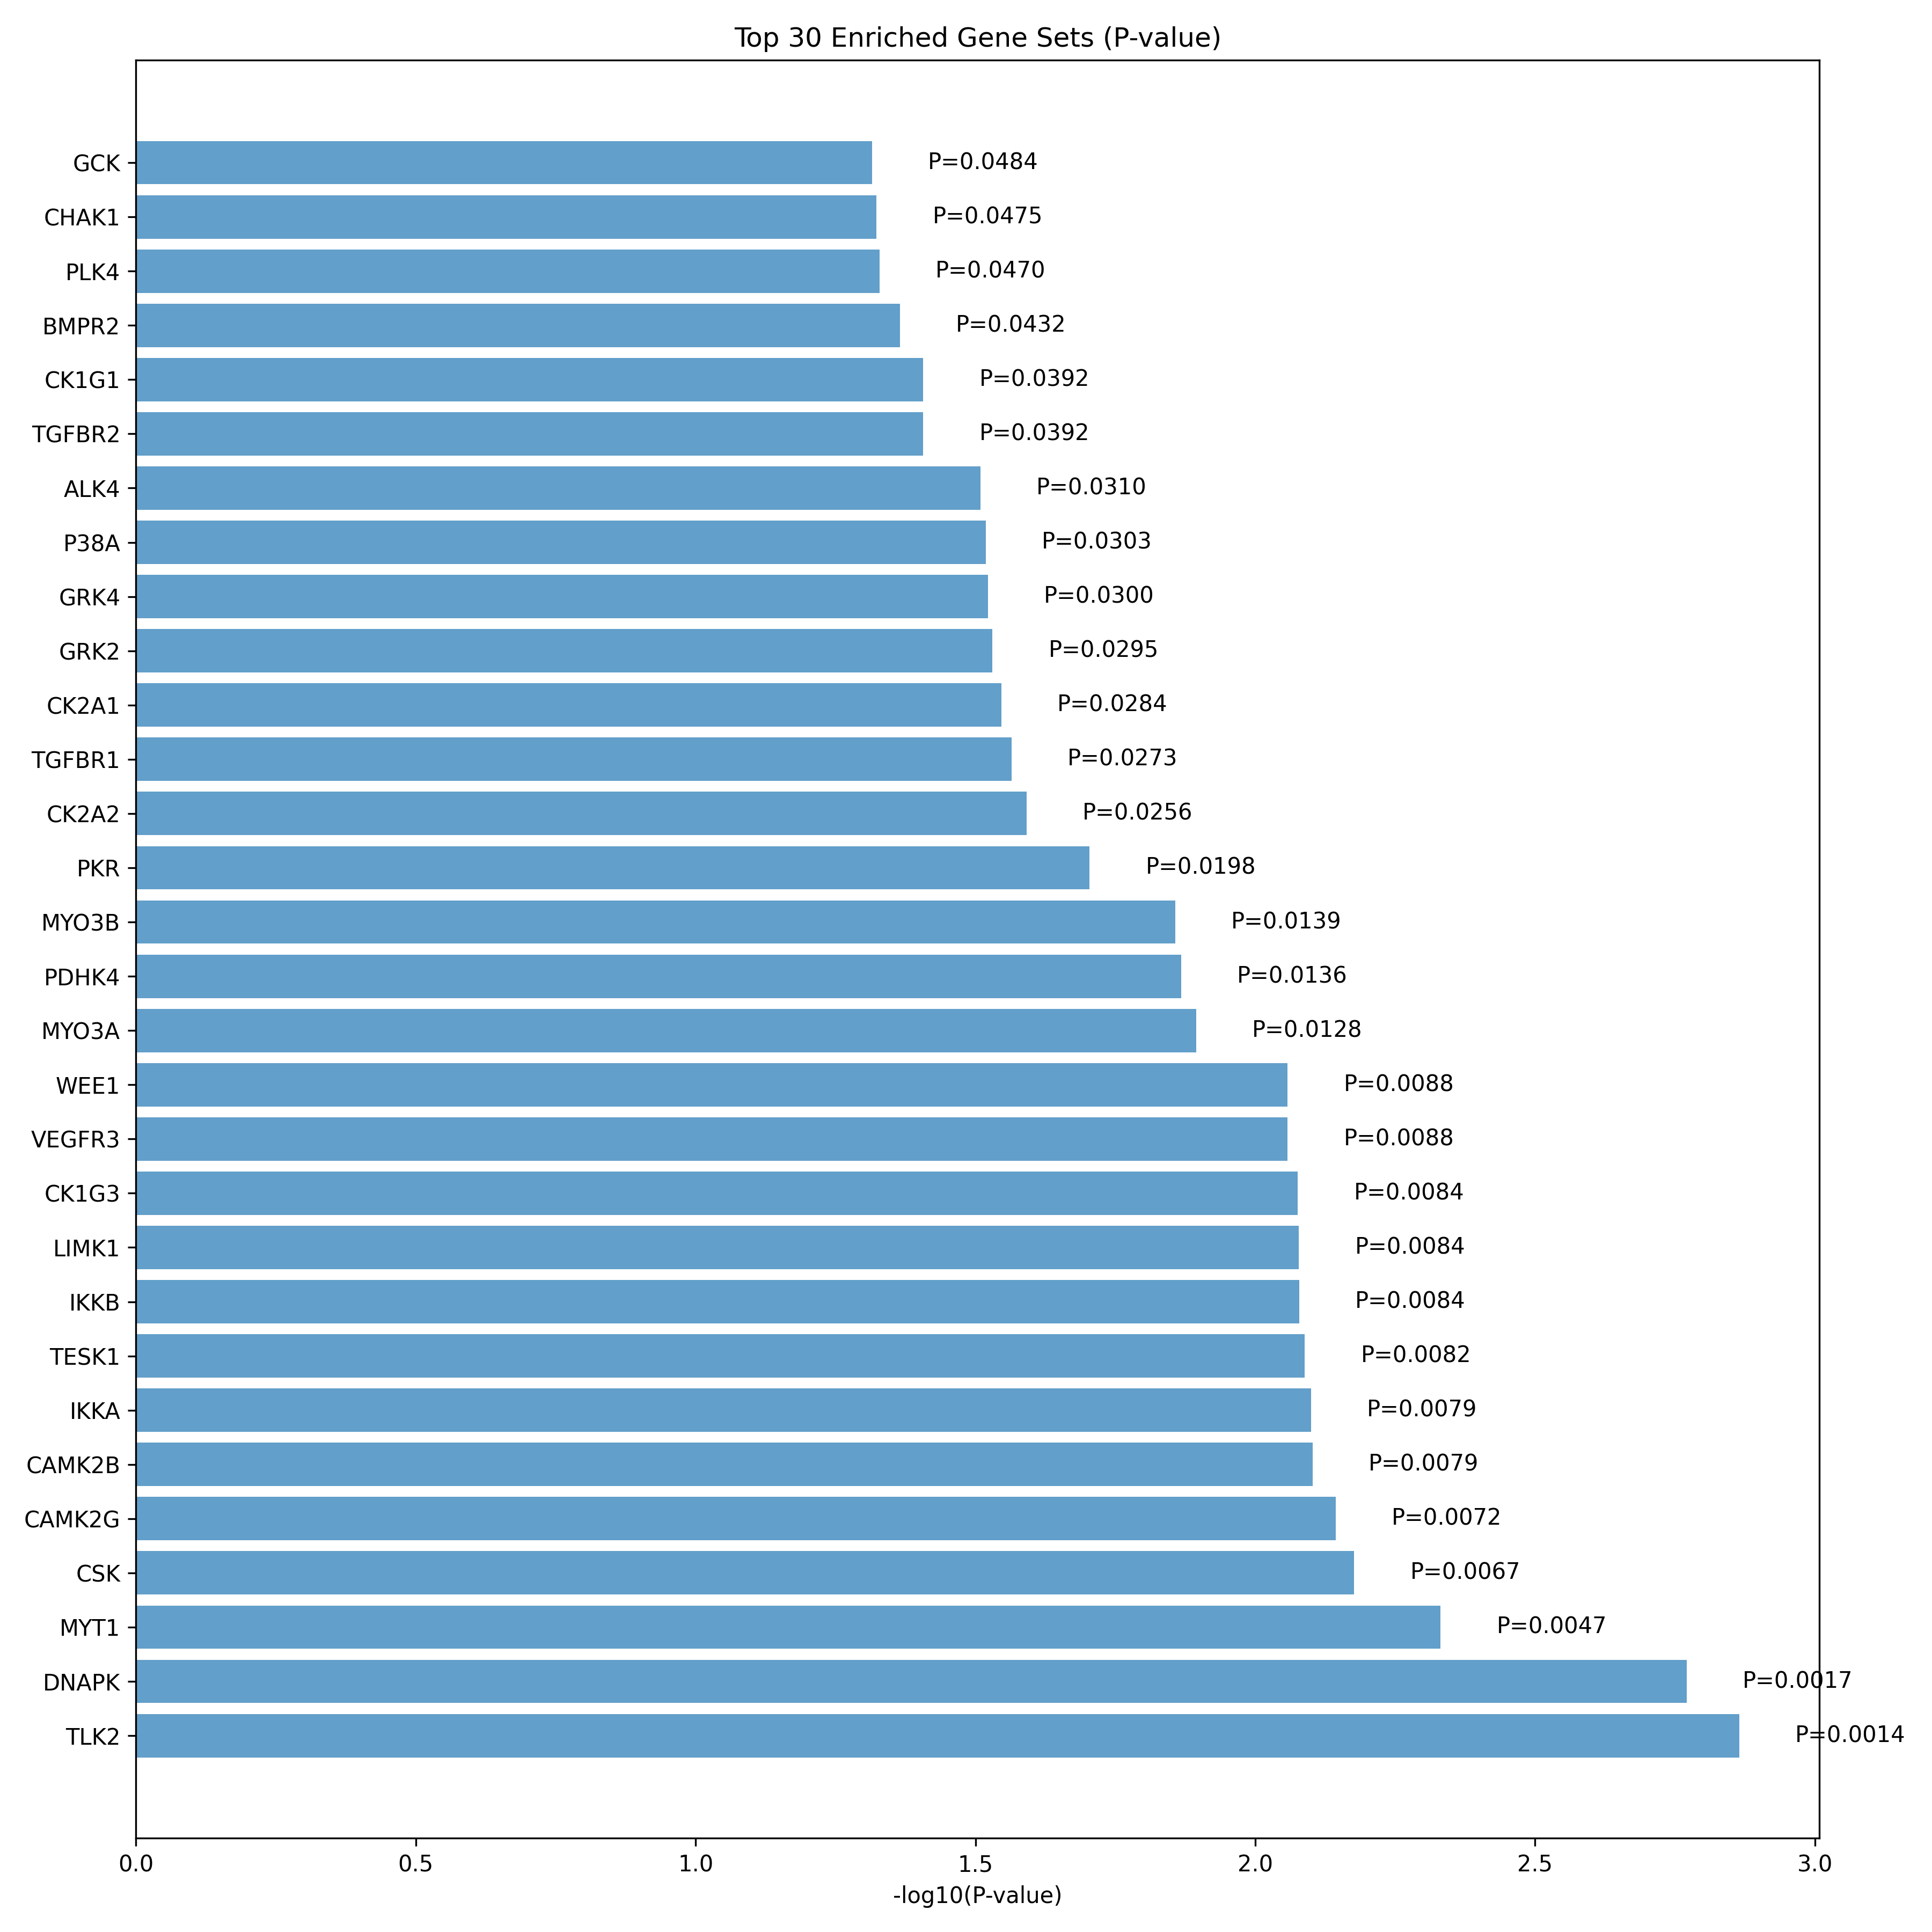 Top 30 Enriched Gene Sets (P-value)
GCK P=0.0484
CHAK1 P=0.0475
PLK4 P=0.0470
BMPR2 P=0.0432
CK1G1 P=0.0392
TGFBR2 P=0.0392
ALK4 P=0.0310
P38A P=0.0303
GRK4 P=0.0300
GRK2 P=0.0295
CK2A1 P=0.0284
TGFBR1 P=0.0273
CK2A2 P=0.0256
PKR P=0.0198
MYO3B P=0.0139
PDHK4 P=0.0136
MYO3A P=0.0128
WEE1 P=0.0088
VEGFR3 P=0.0088
CK1G3 P=0.0084
LIMK1 P=0.0084
IKKB P=0.0084
TESK1 P=0.0082
IKKA P=0.0079
CAMK2B P=0.0079
CAMK2G P=0.0072
CSK P=0.0067
MYT1 P=0.0047
DNAPK P=0.0017
TLK2 P=0.0014
0.0 0.5 1.0 1.5 2.0 2.5 3.0
-log10(P-value)